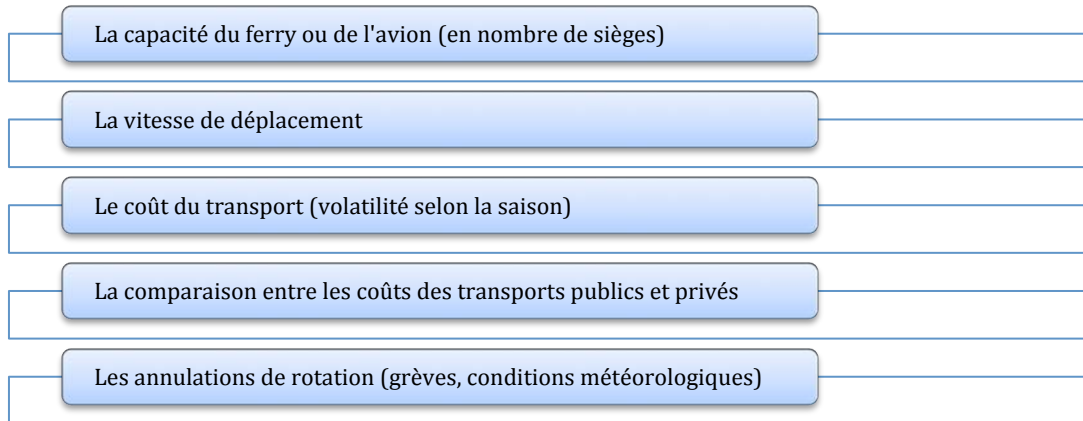 La capacité du ferry ou de l'avion (en nombre de sièges)
La vitesse de déplacement
Le coût du transport (volatilité selon la saison)
La comparaison entre les coûts des transports publics et privés
Les annulations de rotation (grèves, conditions météorologiques)